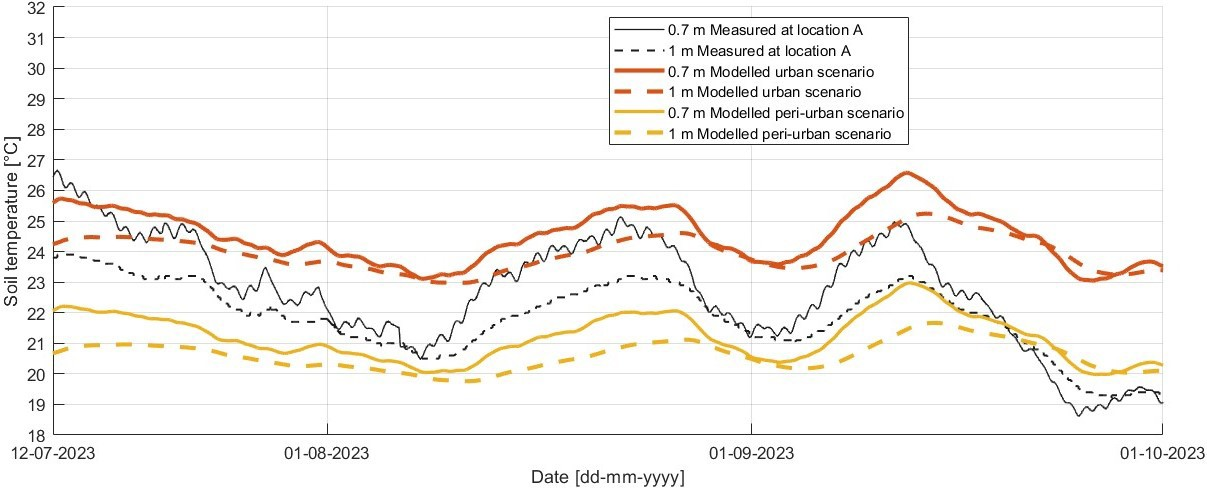 32
31
30
29
28
27
26
25
24
23
22
21
20
19
18
Soil temperature [°C]
0.7 m Measured at location A
1 m Measured at location A
0.7 m Modelled urban scenario
1 m Modelled urban scenario
0.7 m Modelled peri-urban scenario
1 m Modelled peri-urban scenario
12-07-2023 01-08-2023 01-09-2023 01-10-2023
Date [dd-mm-yyyy]